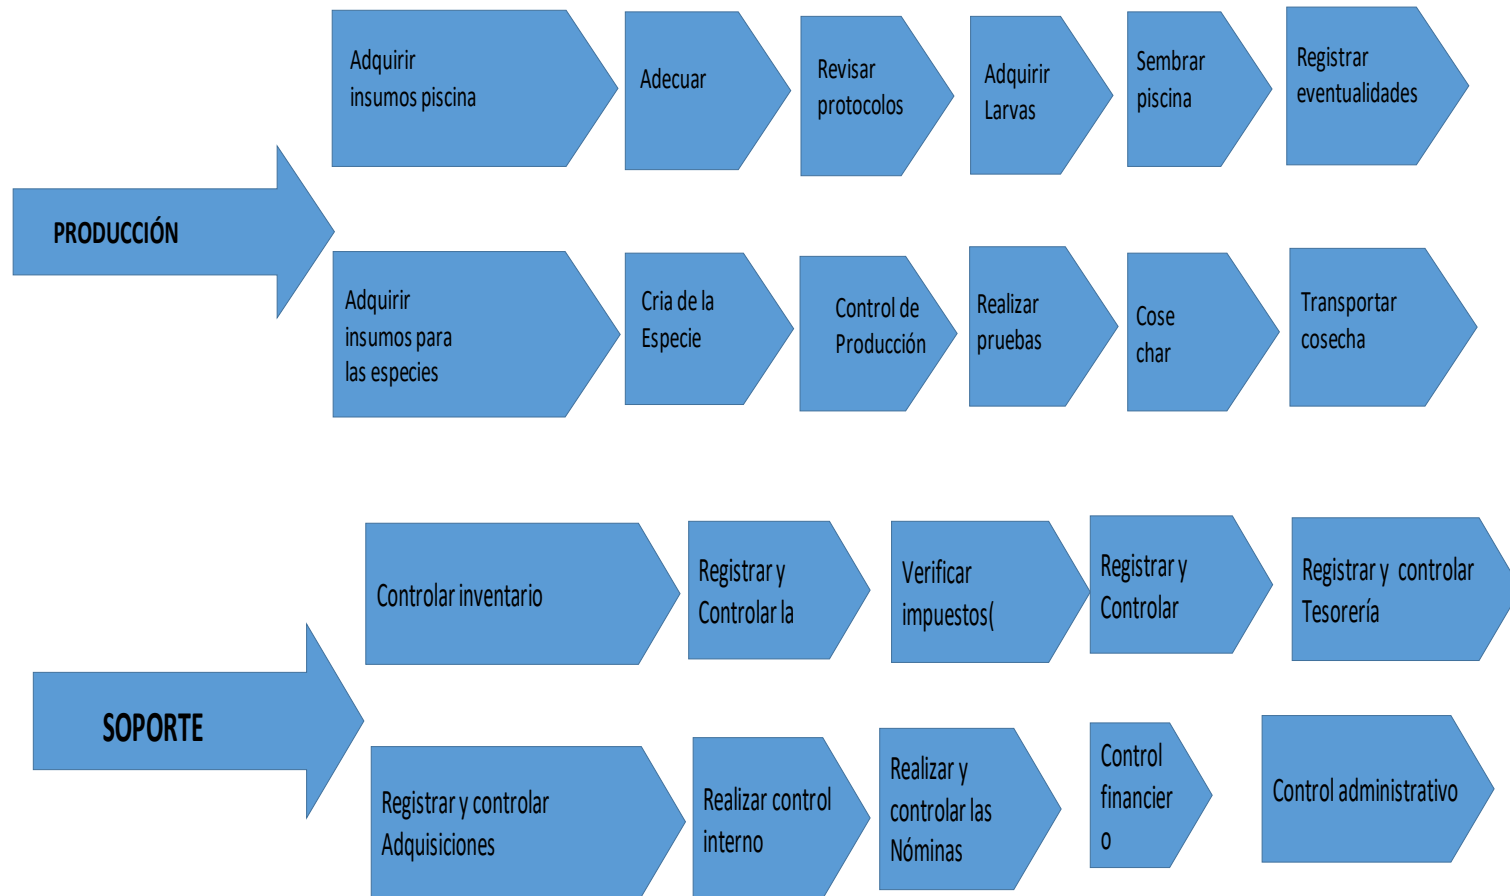 Adquirir
insumos piscina
Adecuar
Revisar
protocolos
Adquirir
Larvas
Sembrar
piscina
Registrar
eventualidades
PRODUCCIÓN
Adquirir
insumos para
las especies
Cria de la
Especie
Control de
Producción
Realizar
pruebas
Cose
char
Transportar
cosecha
Controlar inventario
Registrar y
Controlar la
Verificar
impuestos(
Registrar y
Controlar
Registrar y controlar
Tesorería
SOPORTE
Registrar y controlar
Adquisiciones
Realizar control
interno
Realizar y
controlar las
Nóminas
Control
financier
o
Control administrativo